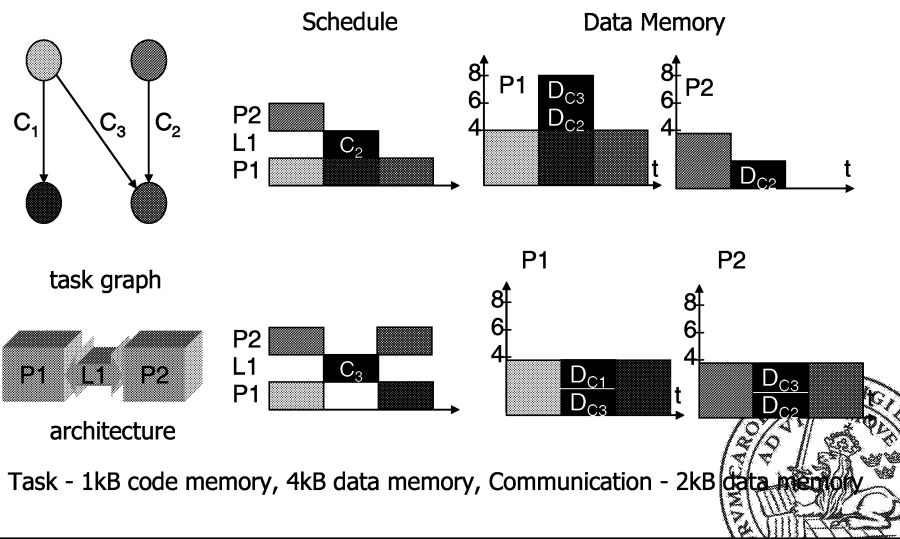 Schedule
Data Memory
C1
C3
C2
P2
L1
P1
C2
8
6
4
P1
DC3
DC2
t
8
6
4
P2
DC2
t
task graph
P1
L1
P2
architecture
P2
L1
P1
C3
P1
8
6
4
DC1
DC3
t
P2
8
6
4
DC3
DC2
t
Task - 1kB code memory, 4kB data memory, Communication - 2kB data memory